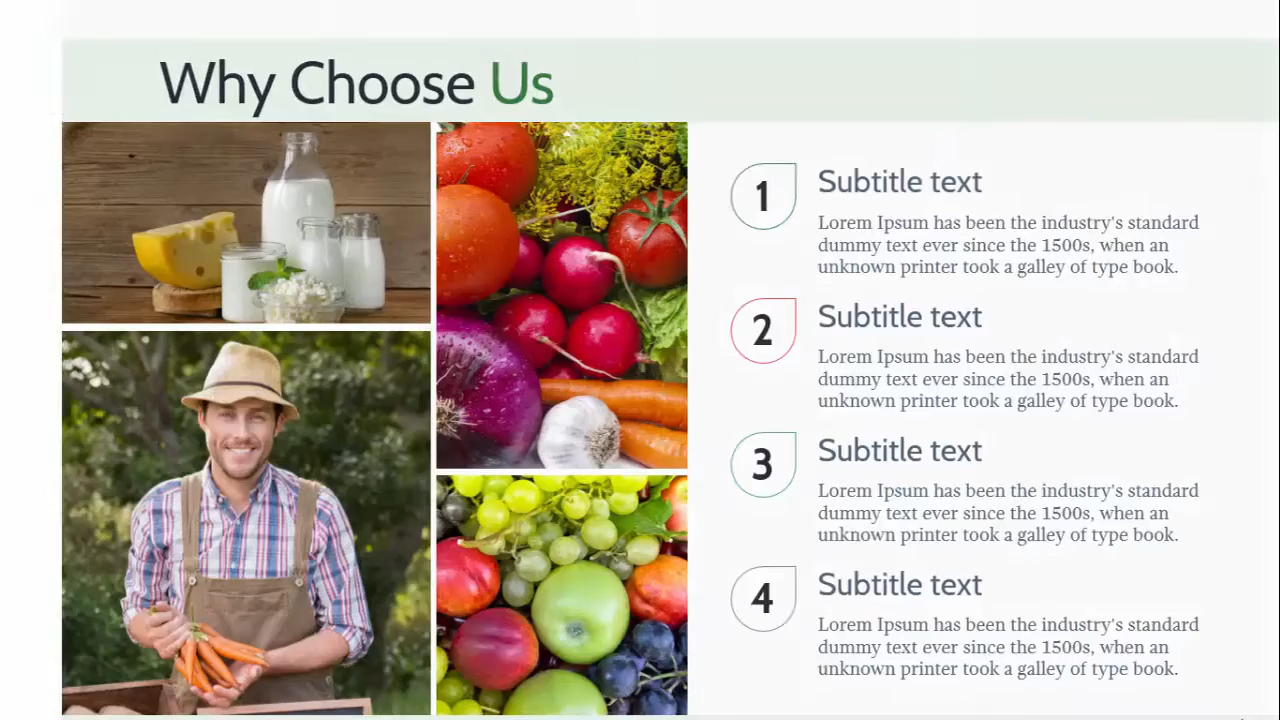 Why Choose Us
1
Subtitle text
Lorem Ipsum has been the industry's standard
dummy text ever since the 1500s, when an
unknown printer took a galley of type book.
2
Subtitle text
Lorem Ipsum has been the industry's standard
dummy text ever since the 1500s, when an
unknown printer took a galley of type book.
3
Subtitle text
Lorem Ipsum has been the industry's standard
dummy text ever since the 1500s, when an
unknown printer took a galley of type book.
4
Subtitle text
Lorem Ipsum has been the industry's standard
dummy text ever since the 1500s, when an
unknown printer took a galley of type book.